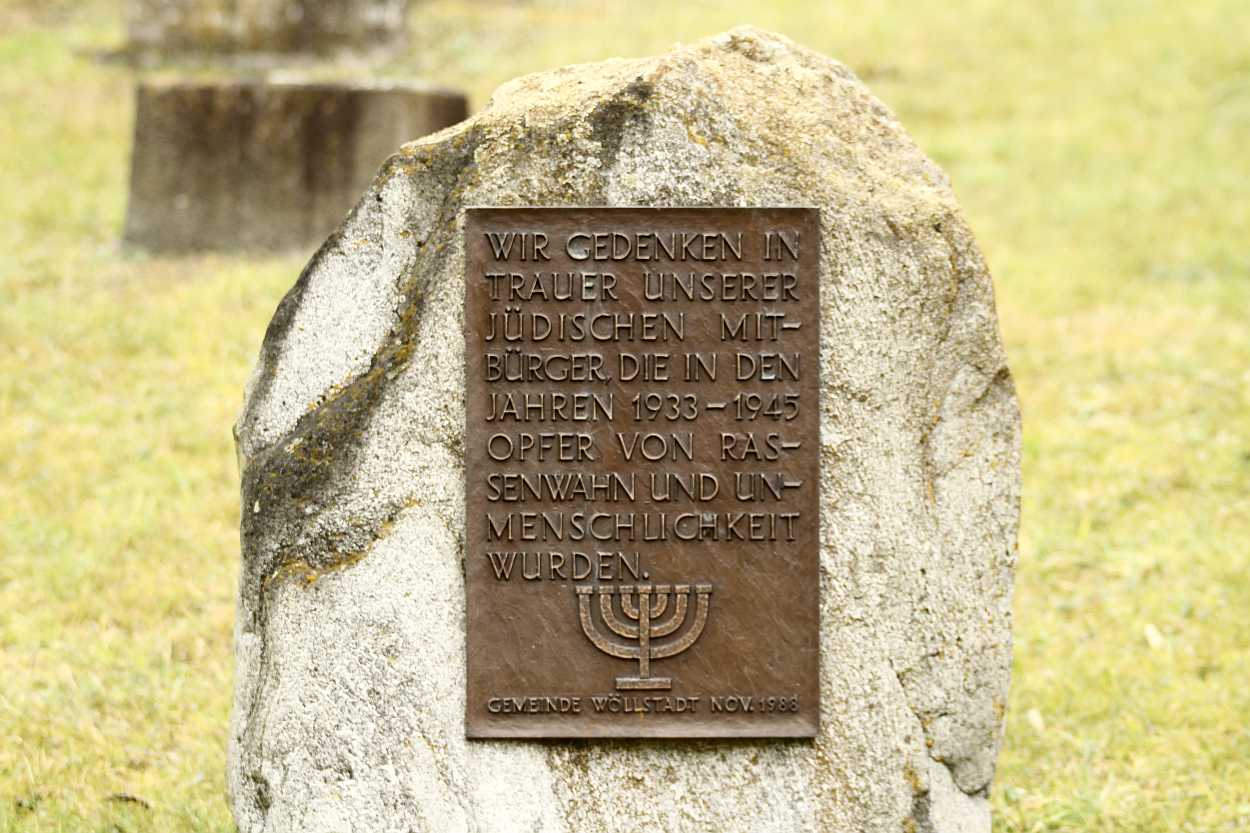 WIR GEDENKEN IN
TRAUER UNSERER
JÜDISCHEN MIT-
BÜRGER, DIE IN DEN
JAHREN 1933-1945
OPFER VON RAS-
SENWAHN UND UN-
MENSCHLICHKEIT
WURDEN.
GEMEINDE WÖLLSTADT NOV. 1988